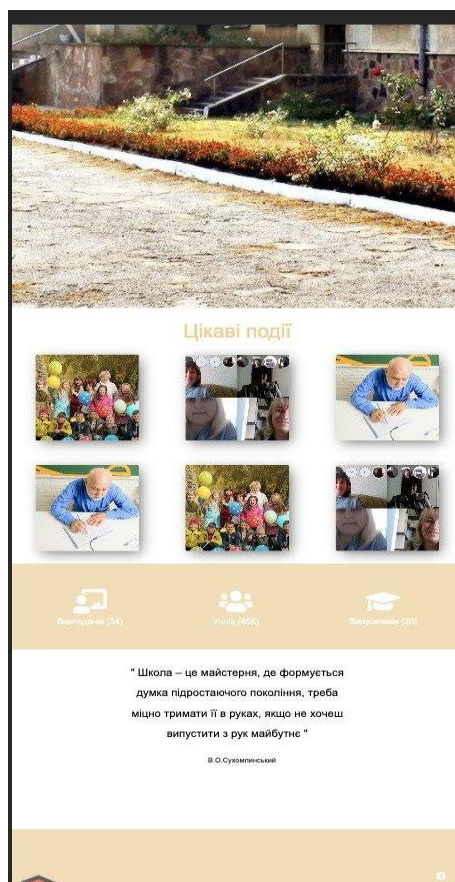 Цікаві події
Викладачів (34)
Учнів (456)
Випускників (20)
" Школа – це майстерня, де формується
думка підростаючого покоління, треба
міцно тримати її в руках, якщо не хочеш
випустити з рук майбутнє "
В.О.Сухомлинський